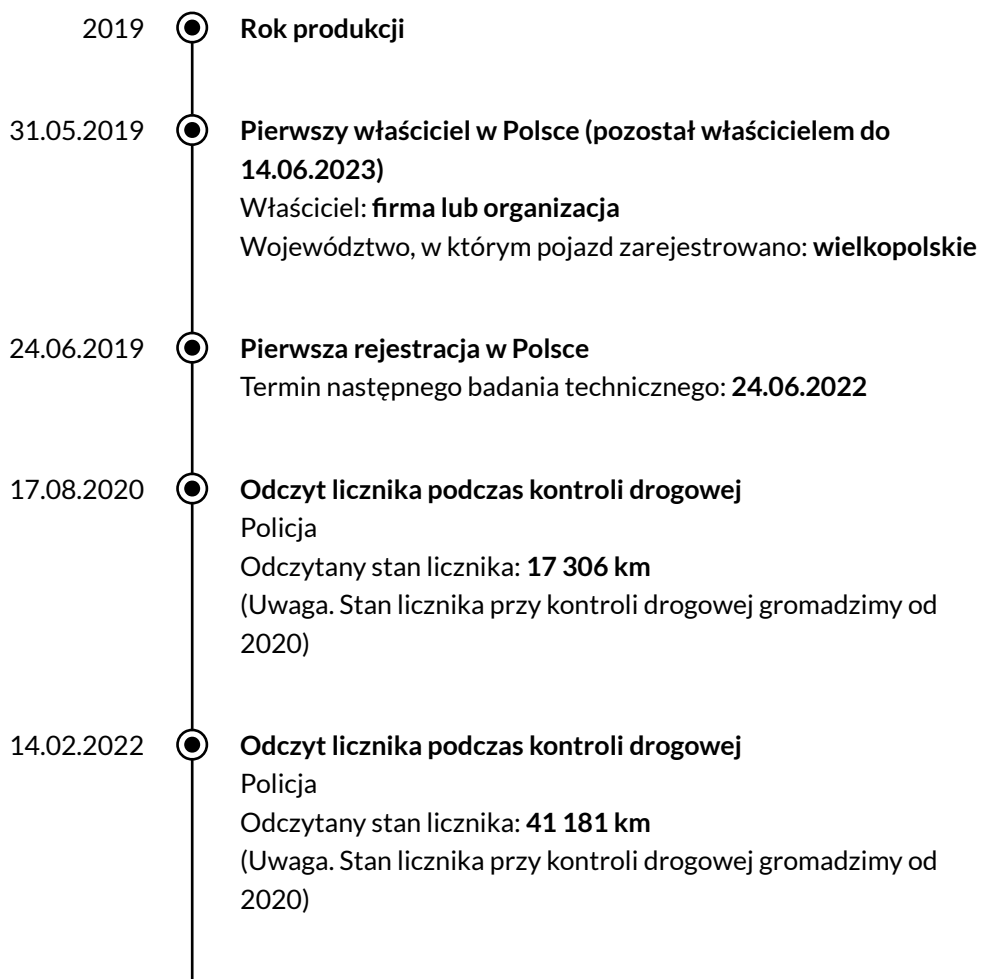 2019 Rok produkcji
31.05.2019 Pierwszy właściciel w Polsce (pozostał właścicielem do
14.06.2023)
Właściciel: firma lub organizacja
Województwo, w którym pojazd zarejestrowano: wielkopolskie
24.06.2019 Pierwsza rejestracja w Polsce
Termin następnego badania technicznego: 24.06.2022
17.08.2020 Odczyt licznika podczas kontroli drogowej
Policja
Odczytany stan licznika: 17 306 km
(Uwaga. Stan licznika przy kontroli drogowej gromadzimy od
2020)
14.02.2022 Odczyt licznika podczas kontroli drogowej
Policja
Odczytany stan licznika: 41 181 km
(Uwaga. Stan licznika przy kontroli drogowej gromadzimy od
2020)